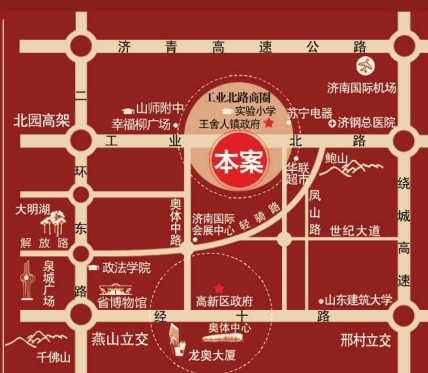 济青高速公路
济南国际机场
工业北路商圈
山师附中
实验小学
苏宁电器
北园高架
幸福柳广场
王舍人镇政府
济钢总医院
工业北路
本案
鲍山
华联
超市
二环东路
奥体中路
凤山路
绕城高速
大明湖
济南国际
会展中心
轻骑路
世纪大道
解放路
泉城广场
政法学院
省博物馆
高新区政府
山东建筑大学
经十路
燕山立交
奥体中心
邢村立交
千佛山
龙奥大厦